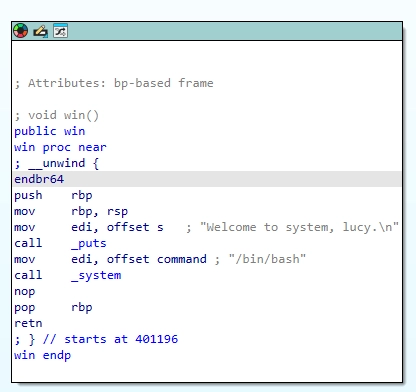 ; Attributes: bp-based frame
; void win()
public win
win proc near
; __unwind {
endbr64
push    rbp
mov     rbp, rsp
mov     edi, offset s   ; "Welcome to system, lucy.\n"
call    _puts
mov     edi, offset command ; "/bin/bash"
call    _system
nop
pop     rbp
retn
; } // starts at 401196
win endp